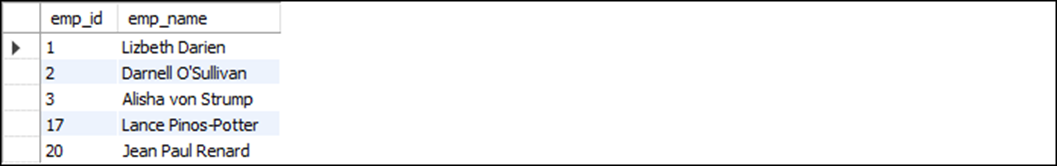 emp_id emp_name
1 Lizbeth Darien
2 Darnell O'Sullivan
3 Alisha von Strump
17 Lance Pinos-Potter
20 Jean Paul Renard